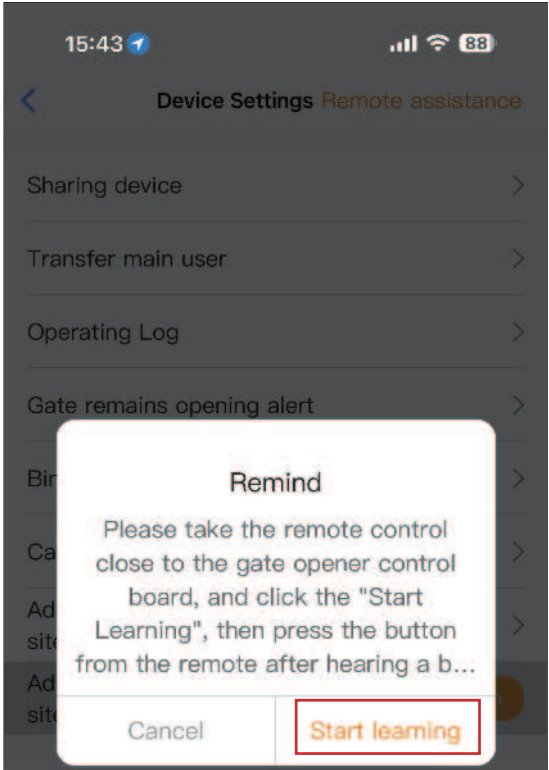 15:43
88
Device Settings Remote assistance
Sharing device
Transfer main user
Operating Log
Gate remains opening alert
Remind
Please take the remote control
close to the gate opener control
board, and click the "Start
Learning", then press the button
from the remote after hearing a b...
Cancel
Start learning